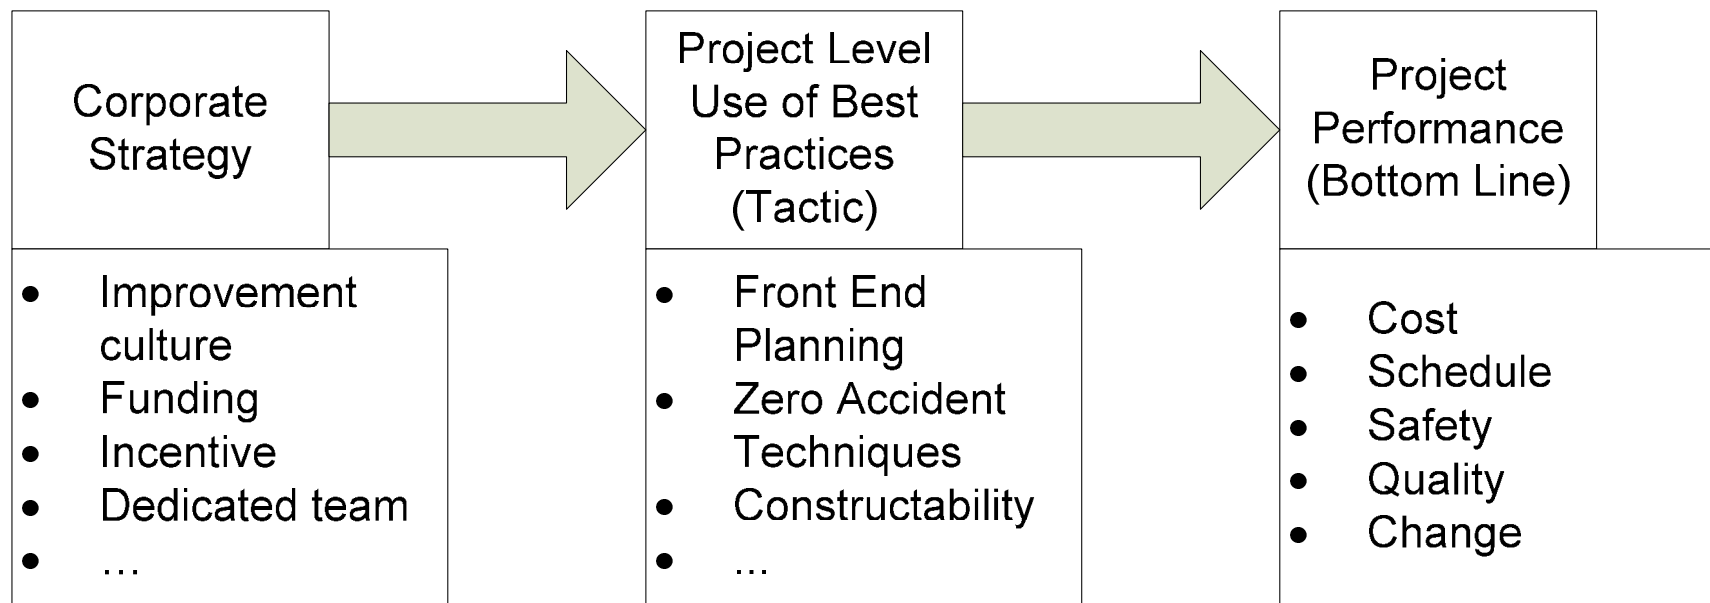 Corporate
Strategy
Project Level
Use of Best
Practices
(Tactic)
Project
Performance
(Bottom Line)
• Improvement
culture
• Funding
• Incentive
• Dedicated team
• ...
• Front End
Planning
• Zero Accident
Techniques
• Constructability
• ...
• Cost
• Schedule
• Safety
• Quality
• Change